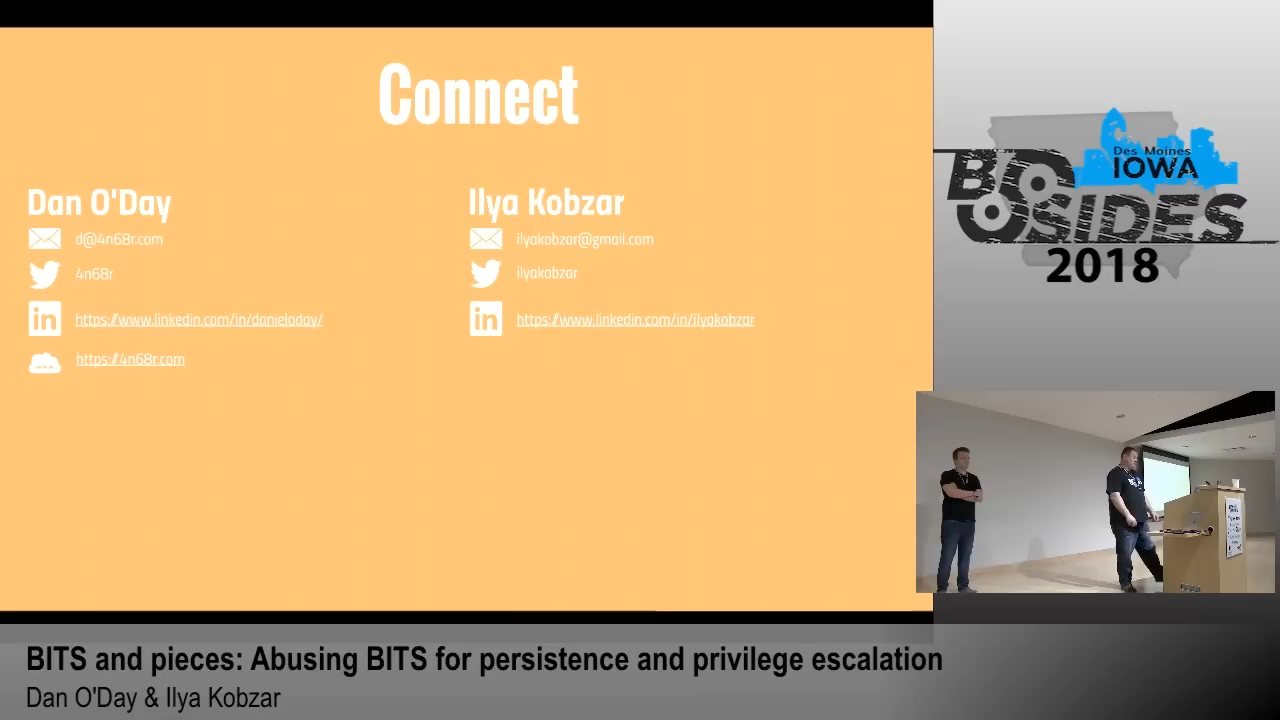 Connect
Dan O'Day
d@4n68r.com
4n68r
https://www.linkedin.com/in/danieloday/
https://4n68r.com
Ilya Kobzar
ilyakobzar@gmail.com
ilyakobzar
https://www.linkedin.com/in/ilyakobzar
Des Moines
IOWA
BSIDES
2018
BITS and pieces: Abusing BITS for persistence and privilege escalation
Dan O'Day & Ilya Kobzar